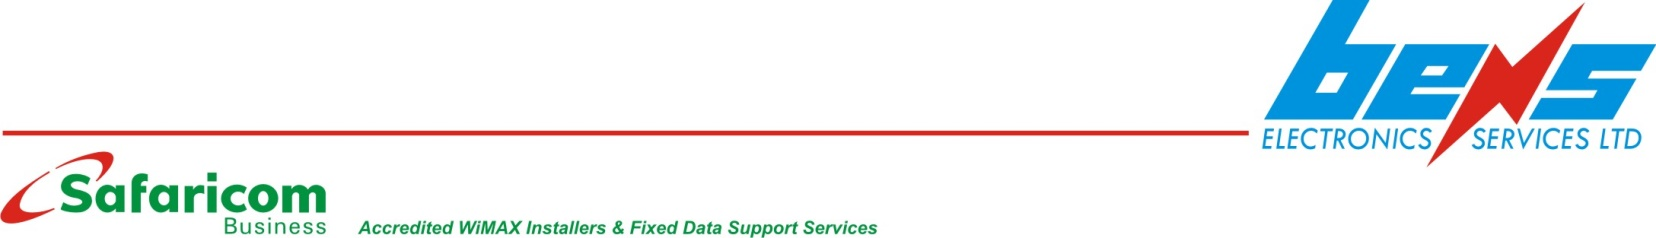 bens
ELECTRONICS SERVICES LTD
Safaricom
Business
Accredited WiMAX Installers & Fixed Data Support Services